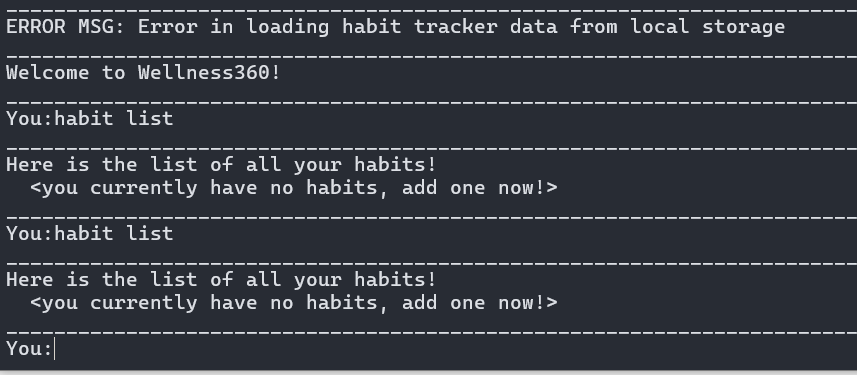 ERROR MSG: Error in loading habit tracker data from local storage
Welcome to Wellness360!
You:habit list
Here is the list of all your habits!
<you currently have no habits, add one now!>
You:habit list
Here is the list of all your habits!
<you currently have no habits, add one now!>
You: